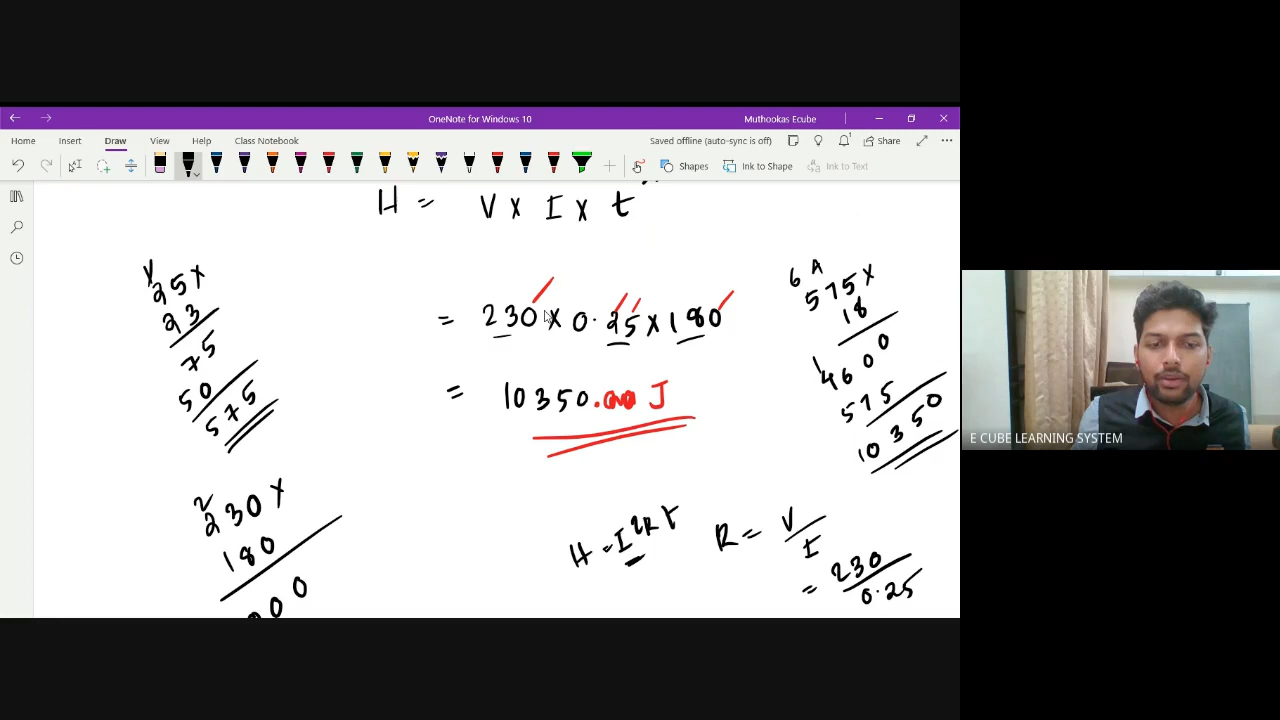 OneNote for Windows 10
Muthookas Ecube
Home Insert Draw View Help Class Notebook
Saved offline (auto-sync is off)
Share
Shapes
Ink to Shape
Ink to Text
H = V x I x t
= 230 x 0.25 x 180
= 10350.00 J
25 x
23
75
50
575
575 x
18
4600
575
10350
230 x
180
H = I²Rt
R = V/I
= 230/0.25
E CUBE LEARNING SYSTEM